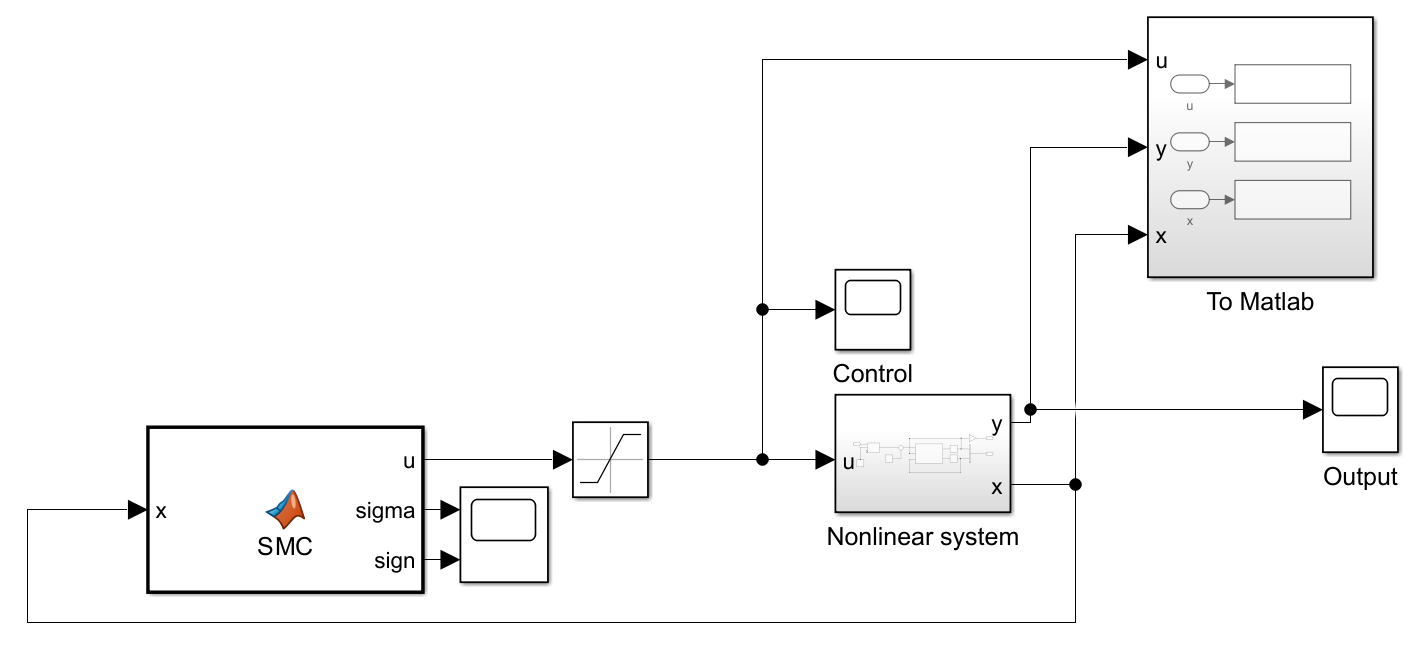 u
u
y
y
x
x
To Matlab
Control
y
u
x
Nonlinear system
Output
u
x
sigma
SMC
sign